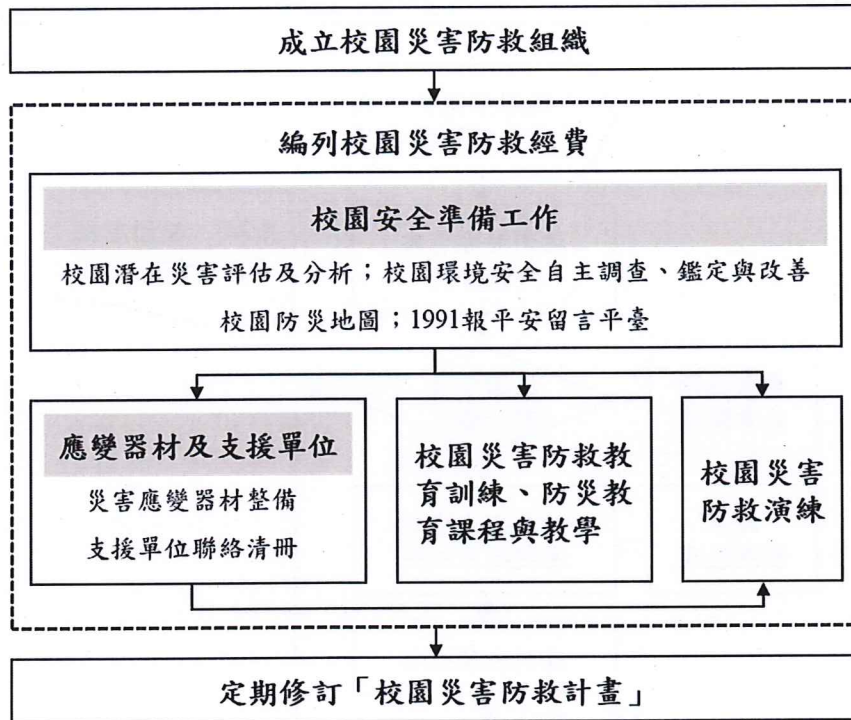 成立校園災害防救組織
編列校園災害防救經費
校園安全準備工作
校園潛在災害評估及分析；校園環境安全自主調查、鑑定與改善
校園防災地圖；1991報平安留言平臺
應變器材及支援單位
災害應變器材整備
支援單位聯絡清冊
校園災害防救教
育訓練、防災教
育課程與教學
校園災害
防救演練
定期修訂「校園災害防救計畫」